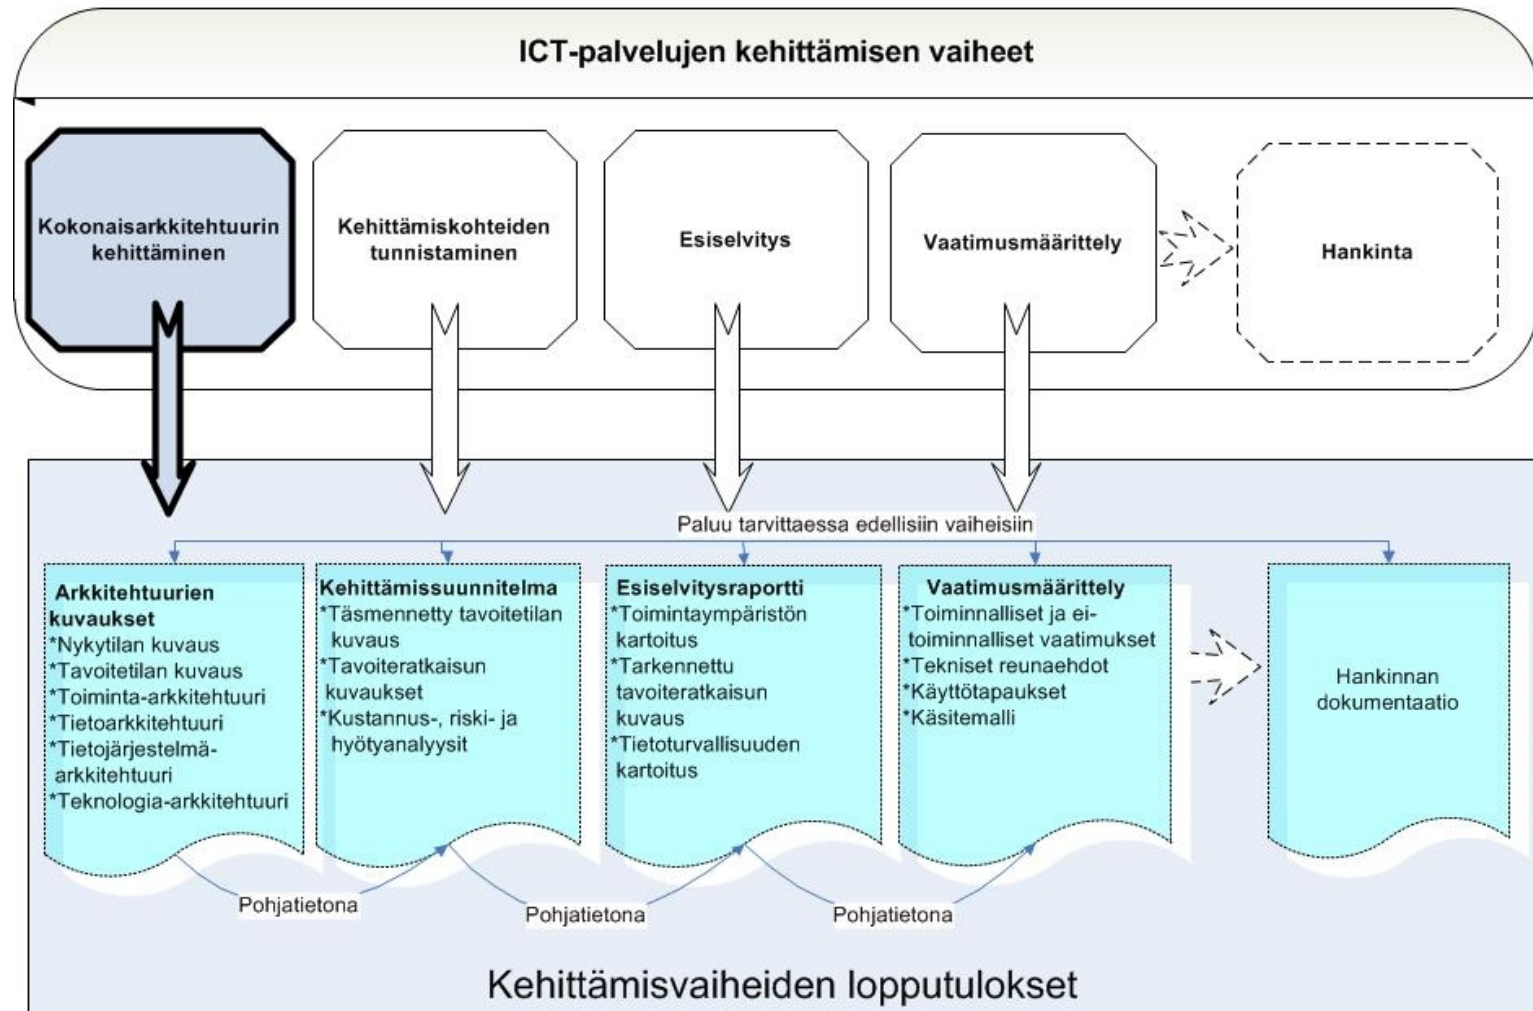 ICT-palvelujen kehittämisen vaiheet
Kokonaisarkkitehtuurin
kehittäminen
Kehittämiskohteiden
tunnistaminen
Esiselvitys
Vaatimusmäärittely
Hankinta
Paluu tarvittaessa edellisiin vaiheisiin
Arkkitehtuurien
kuvaukset
*Nykytilan kuvaus
*Tavoitetilan kuvaus
*Toiminta-arkkitehtuuri
*Tietoarkkitehtuuri
*Tietojärjestelmä-
arkkitehtuuri
*Teknologia-arkkitehtuuri
Kehittämissuunnitelma
*Täsmennetty tavoitetilan
kuvaus
*Tavoiteratkaisun
kuvaukset
*Kustannus-, riski- ja
hyötyanalyysit
Esiselvitysraportti
*Toimintaympäristön
kartoitus
*Tarkennettu
tavoiteratkaisun
kuvaus
*Tietoturvallisuuden
kartoitus
Vaatimusmäärittely
*Toiminnalliset ja ei-
toiminnalliset vaatimukset
*Tekniset reunaehdot
*Käyttötapaukset
*Käsitemalli
Hankinnan
dokumentaatio
Pohjatietona
Pohjatietona
Pohjatietona
Kehittämisvaiheiden lopputulokset